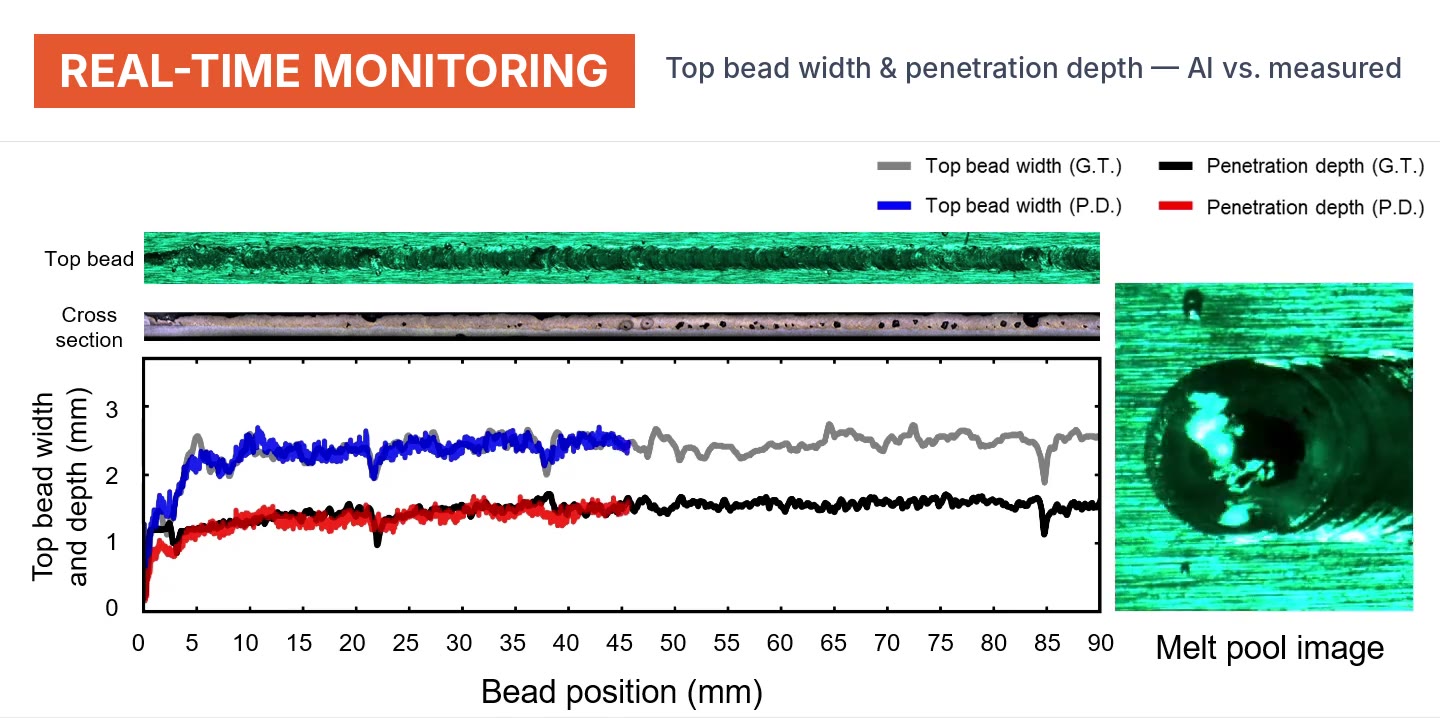 REAL-TIME MONITORING
Top bead width & penetration depth — AI vs. measured
Top bead width (G.T.)
Penetration depth (G.T.)
Top bead width (P.D.)
Penetration depth (P.D.)
Top bead
Cross
section
Top bead width
and depth (mm)
3
2
1
0
0 5 10 15 20 25 30 35 40 45 50 55 60 65 70 75 80 85 90
Bead position (mm)
Melt pool image